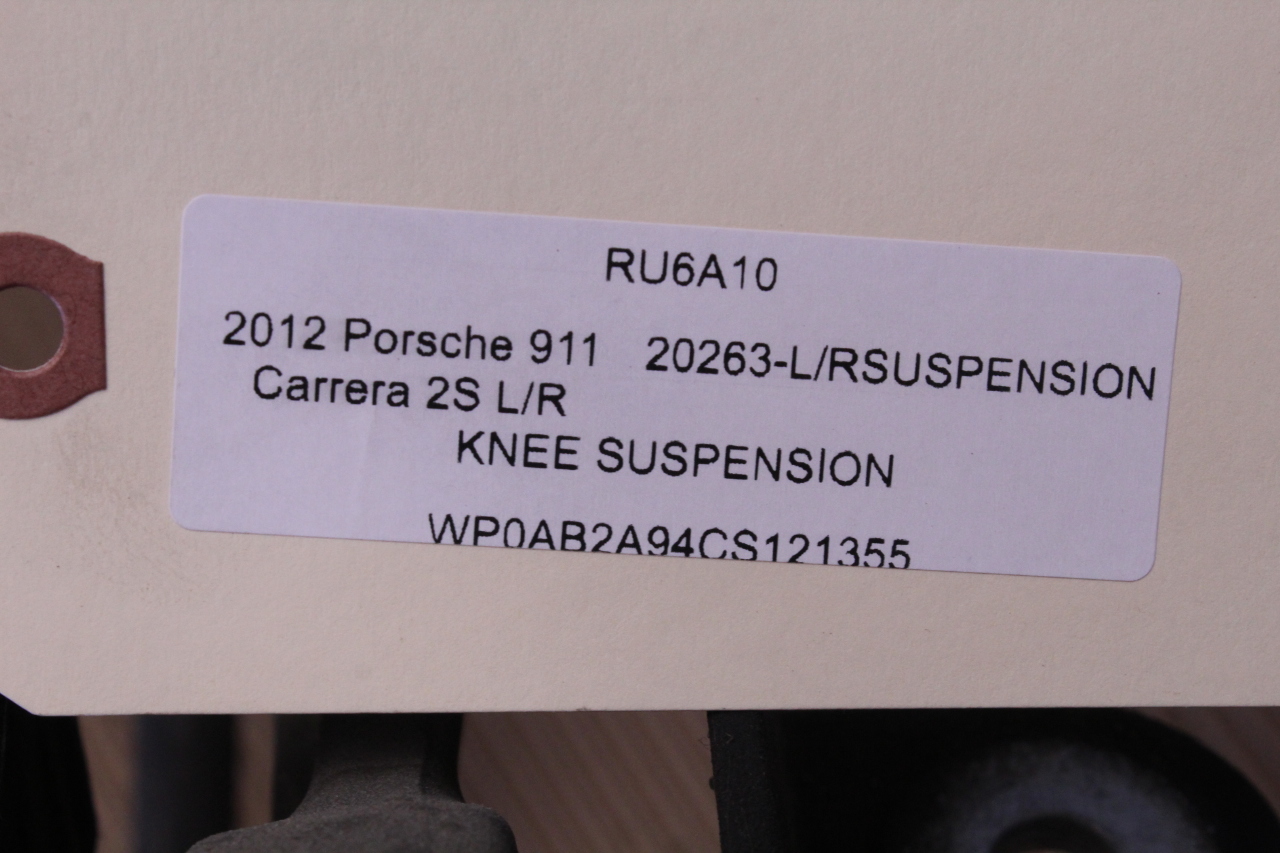 RU6A10
2012 Porsche 911 20263-L/RSUSPENSION
Carrera 2S L/R
KNEE SUSPENSION
WP0AB2A94CS121355